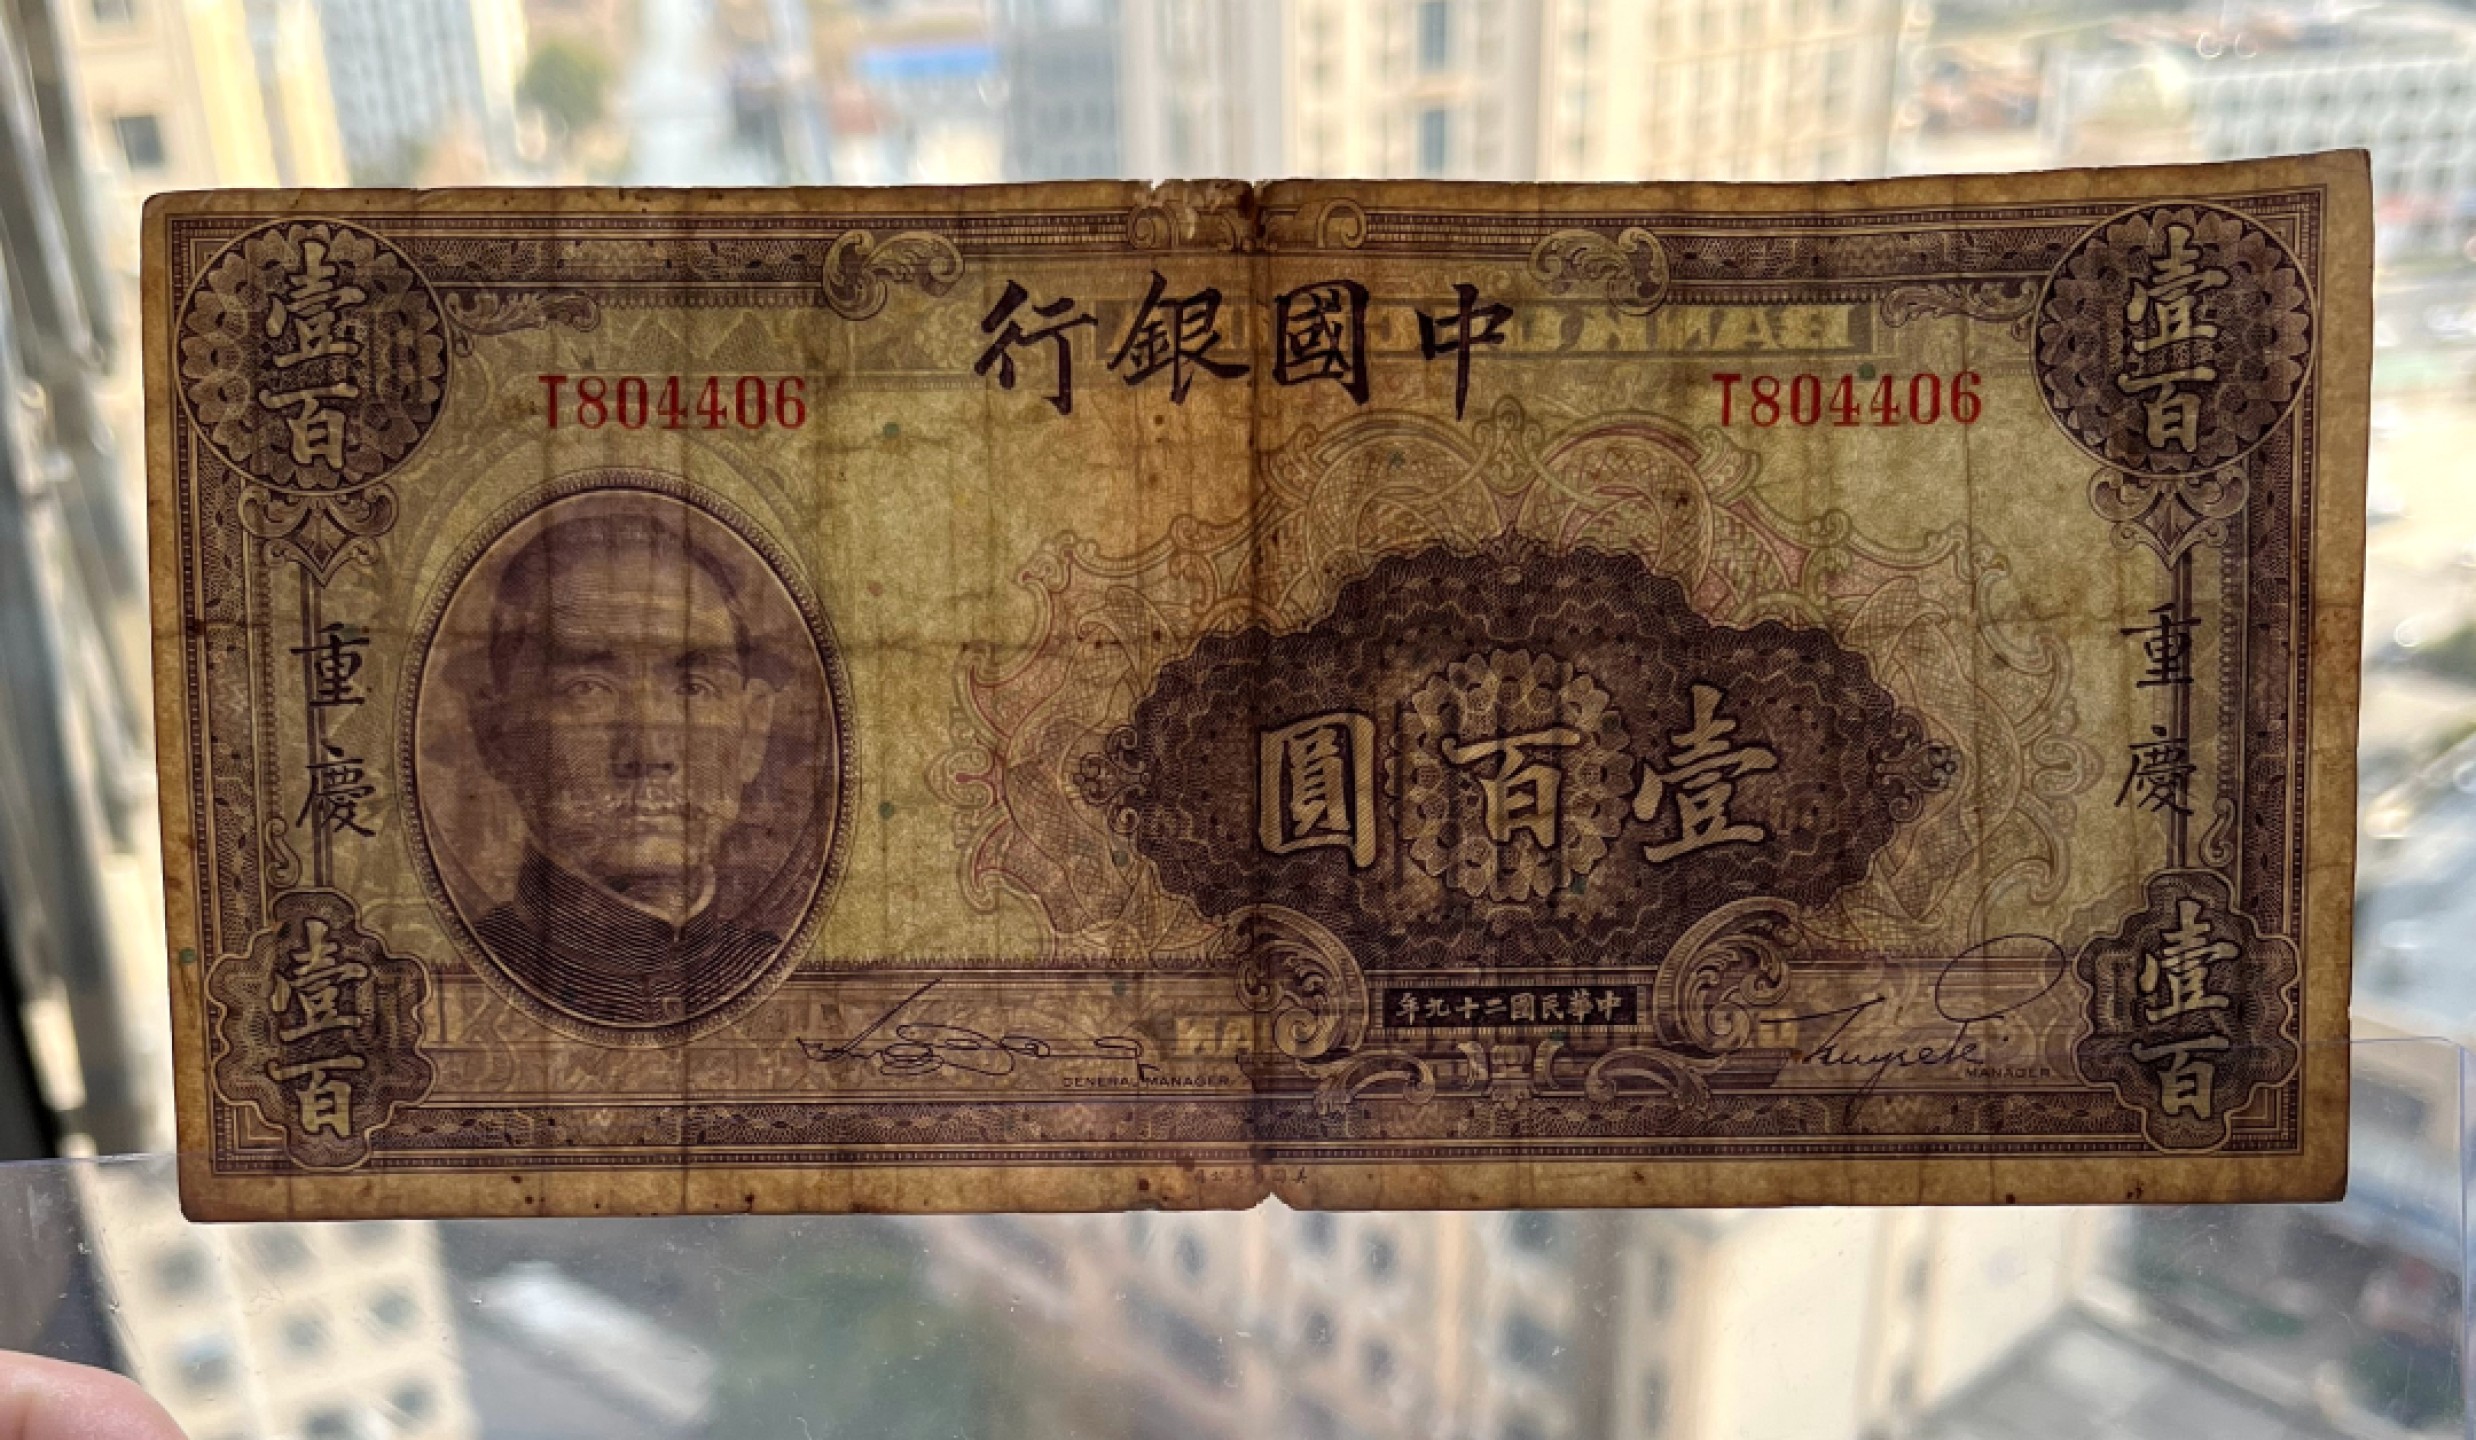 中國銀行
T804406 T804406
壹百
壹百
重慶
重慶
壹百圓
中華民國二十九年
壹百
壹百
GENERAL MANAGER
MANAGER